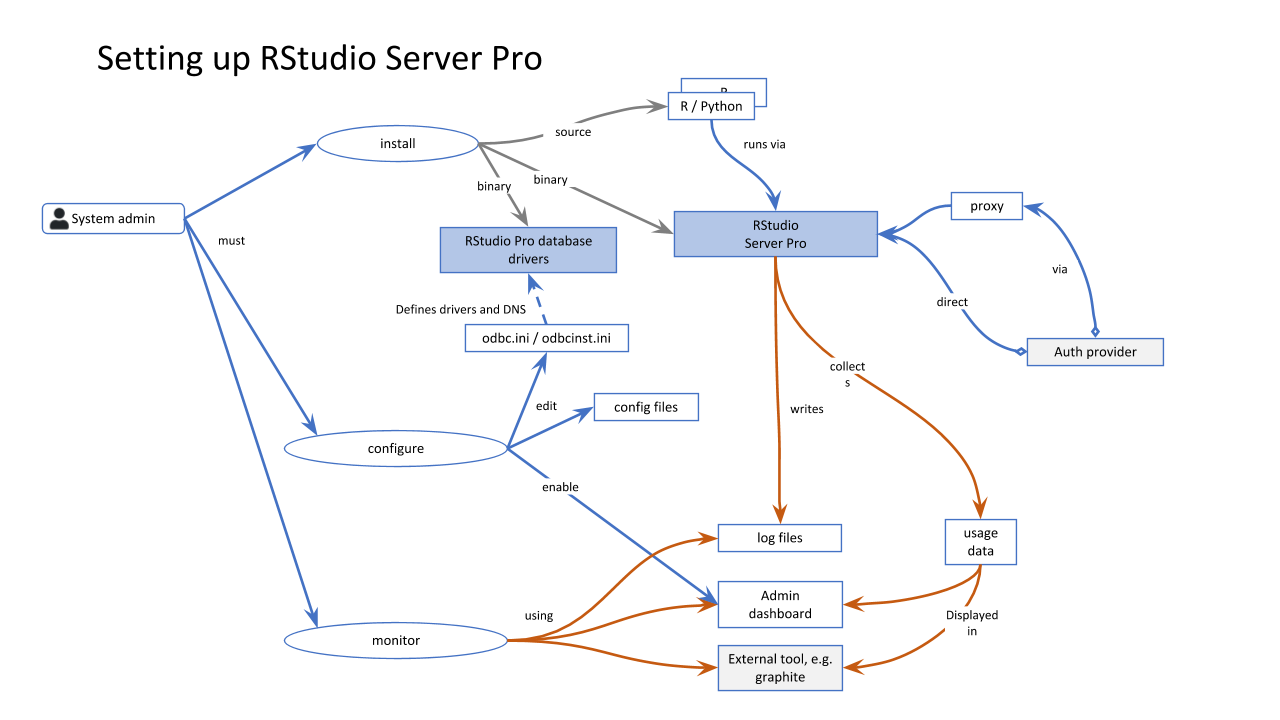 Setting up RStudio Server Pro
R / Python
source
install
runs via
binary
binary
proxy
System admin
must
RStudio
Server Pro
RStudio Pro database
drivers
via
direct
Defines drivers and DNS
odbc.ini / odbcinst.ini
Auth provider
collect
s
edit
config files
writes
configure
enable
log files
usage
data
Admin
dashboard
using
Displayed
in
monitor
External tool, e.g.
graphite